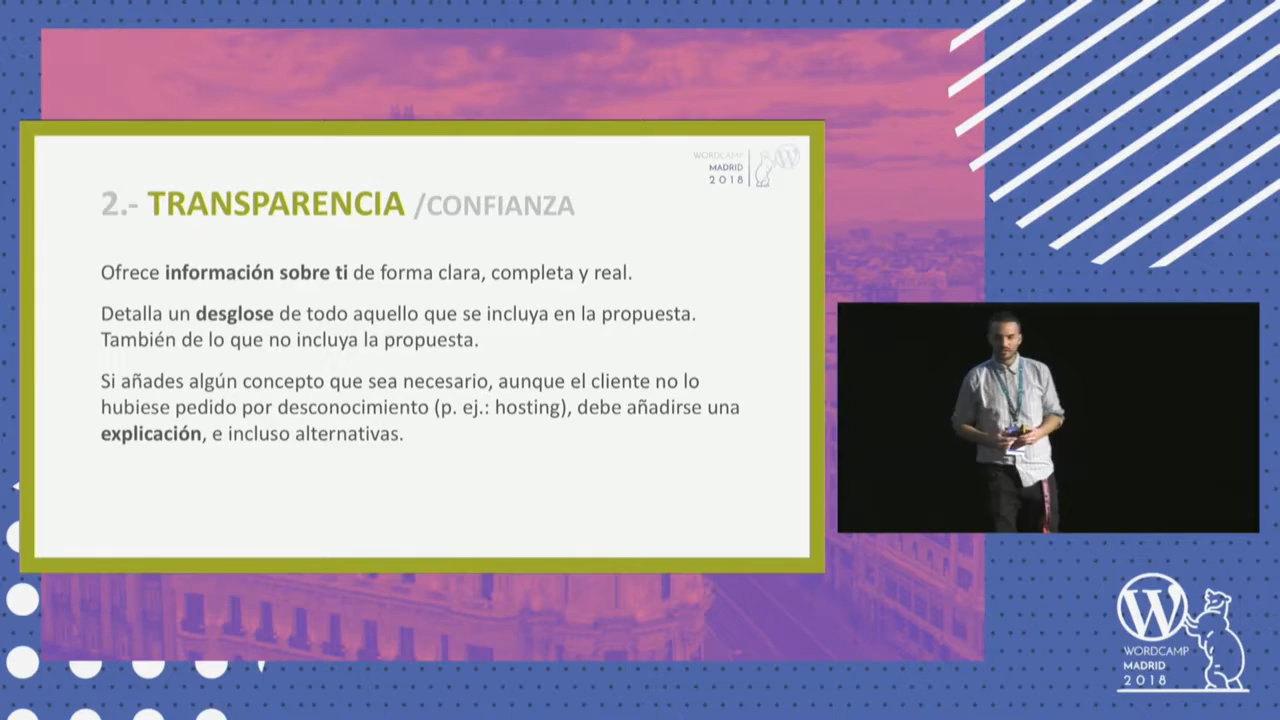 WORDCAMP
MADRID
2018
2.- TRANSPARENCIA /CONFIANZA
Ofrece información sobre ti de forma clara, completa y real.
Detalla un desglose de todo aquello que se incluya en la propuesta.
También de lo que no incluya la propuesta.
Si añades algún concepto que sea necesario, aunque el cliente no lo
hubiese pedido por desconocimiento (p. ej.: hosting), debe añadirse una
explicación, e incluso alternativas.
WORDCAMP
MADRID
2018